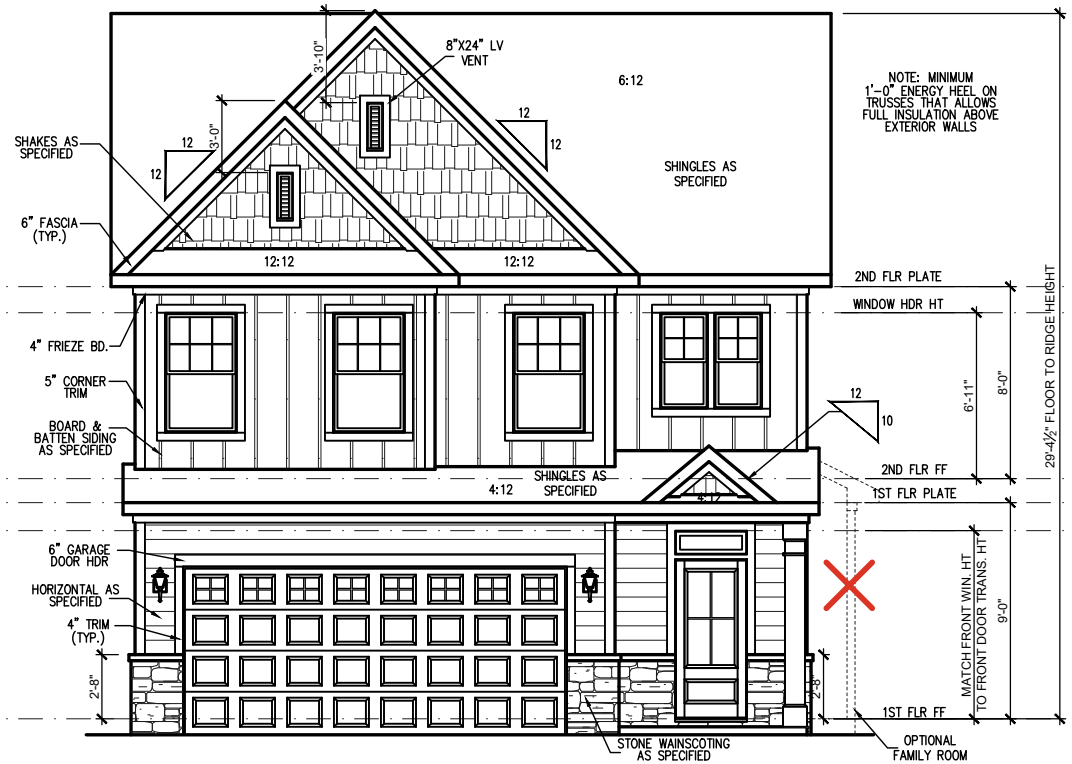 3'-10"
8"X24" LV
VENT
6:12
NOTE: MINIMUM
1'-0" ENERGY HEEL ON
TRUSSES THAT ALLOWS
FULL INSULATION ABOVE
EXTERIOR WALLS
3'-0"
12
12
12
12
SHAKES AS
SPECIFIED
SHINGLES AS
SPECIFIED
6" FASCIA
(TYP.)
12:12
12:12
2ND FLR PLATE
WINDOW HDR HT
4" FRIEZE BD.
5" CORNER
TRIM
BOARD &
BATTEN SIDING
AS SPECIFIED
6'-11"
8'-0"
29'-4½" FLOOR TO RIDGE HEIGHT
12
10
2ND FLR FF
SHINGLES AS
SPECIFIED
4:12
4:12
1ST FLR PLATE
6" GARAGE
DOOR HDR
HORIZONTAL AS
SPECIFIED
4" TRIM
(TYP.)
MATCH FRONT WIN. HT
TO FRONT DOOR TRANS. HT
9'-0"
2'-8"
2'-8"
1ST FLR FF
STONE WAINSCOTING
AS SPECIFIED
OPTIONAL
FAMILY ROOM